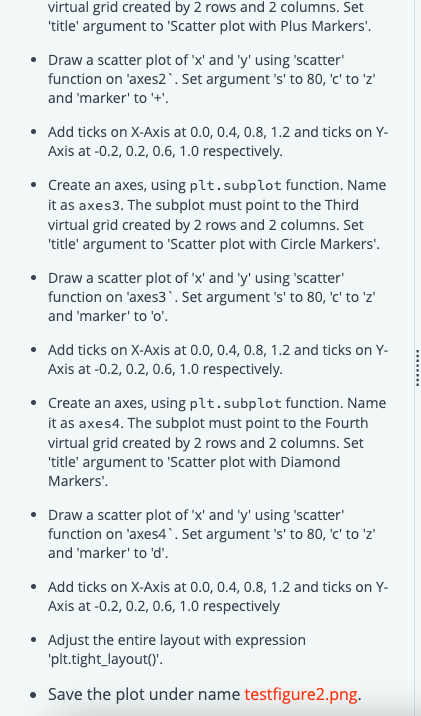 virtual grid created by 2 rows and 2 columns. Set
'title' argument to 'Scatter plot with Plus Markers'.
• Draw a scatter plot of 'x' and 'y' using 'scatter'
function on 'axes2`. Set argument 's' to 80, 'c' to 'z'
and 'marker' to '+'.
• Add ticks on X-Axis at 0.0, 0.4, 0.8, 1.2 and ticks on Y-
Axis at -0.2, 0.2, 0.6, 1.0 respectively.
• Create an axes, using plt.subplot function. Name
it as axes3. The subplot must point to the Third
virtual grid created by 2 rows and 2 columns. Set
'title' argument to 'Scatter plot with Circle Markers'.
• Draw a scatter plot of 'x' and 'y' using 'scatter'
function on 'axes3`. Set argument 's' to 80, 'c' to 'z'
and 'marker' to 'o'.
• Add ticks on X-Axis at 0.0, 0.4, 0.8, 1.2 and ticks on Y-
Axis at -0.2, 0.2, 0.6, 1.0 respectively.
• Create an axes, using plt.subplot function. Name
it as axes4. The subplot must point to the Fourth
virtual grid created by 2 rows and 2 columns. Set
'title' argument to 'Scatter plot with Diamond
Markers'.
• Draw a scatter plot of 'x' and 'y' using 'scatter'
function on 'axes4`. Set argument 's' to 80, 'c' to 'z'
and 'marker' to 'd'.
• Add ticks on X-Axis at 0.0, 0.4, 0.8, 1.2 and ticks on Y-
Axis at -0.2, 0.2, 0.6, 1.0 respectively
• Adjust the entire layout with expression
'plt.tight_layout()'.
• Save the plot under name testfigure2.png.